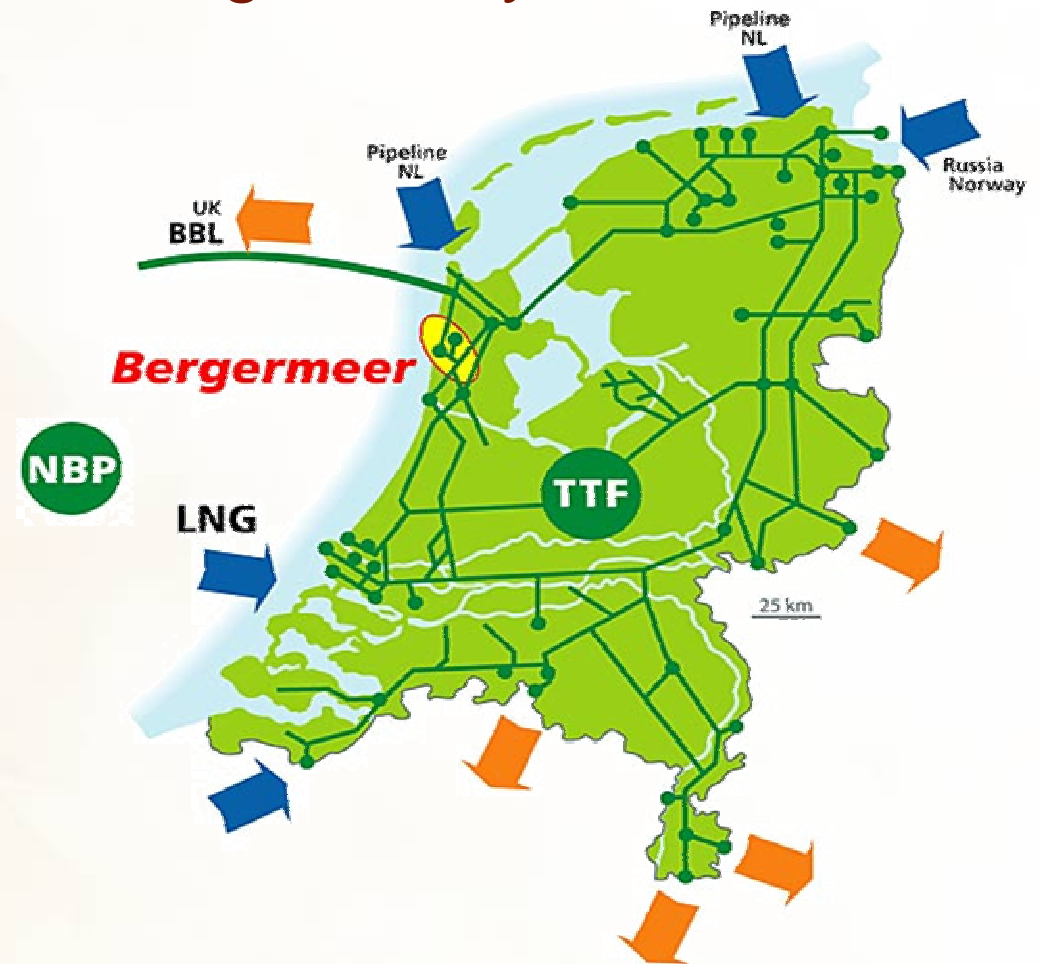 Pipeline
NL
Pipeline
NL
Russia
Norway
UK
BBL
Bergermeer
NBP
TTF
LNG
25 km